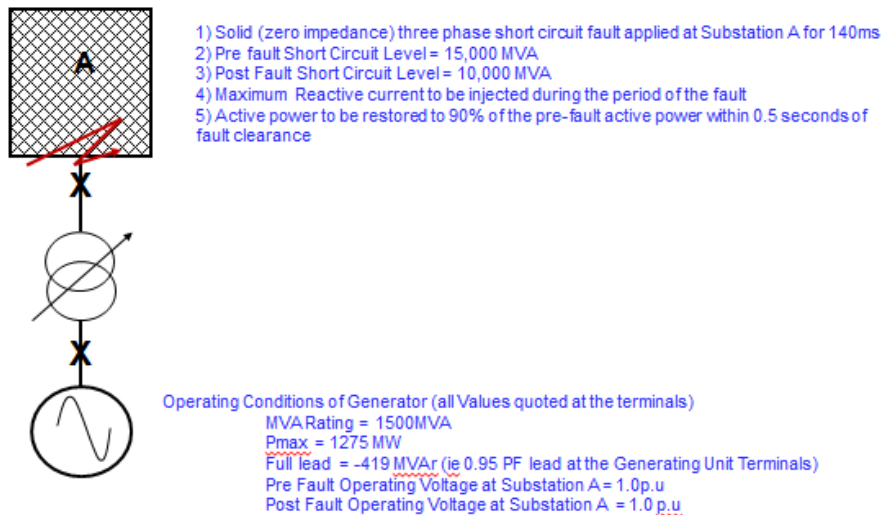 A
1) Solid (zero impedance) three phase short circuit fault applied at Substation A for 140ms
2) Pre fault Short Circuit Level = 15,000 MVA
3) Post Fault Short Circuit Level = 10,000 MVA
4) Maximum Reactive current to be injected during the period of the fault
5) Active power to be restored to 90% of the pre-fault active power within 0.5 seconds of
fault clearance
X
X
Operating Conditions of Generator (all Values quoted at the terminals)
MVA Rating = 1500MVA
Pmax = 1275 MW
Full lead = -419 MVAr (ie 0.95 PF lead at the Generating Unit Terminals)
Pre Fault Operating Voltage at Substation A = 1.0p.u
Post Fault Operating Voltage at Substation A = 1.0 p.u